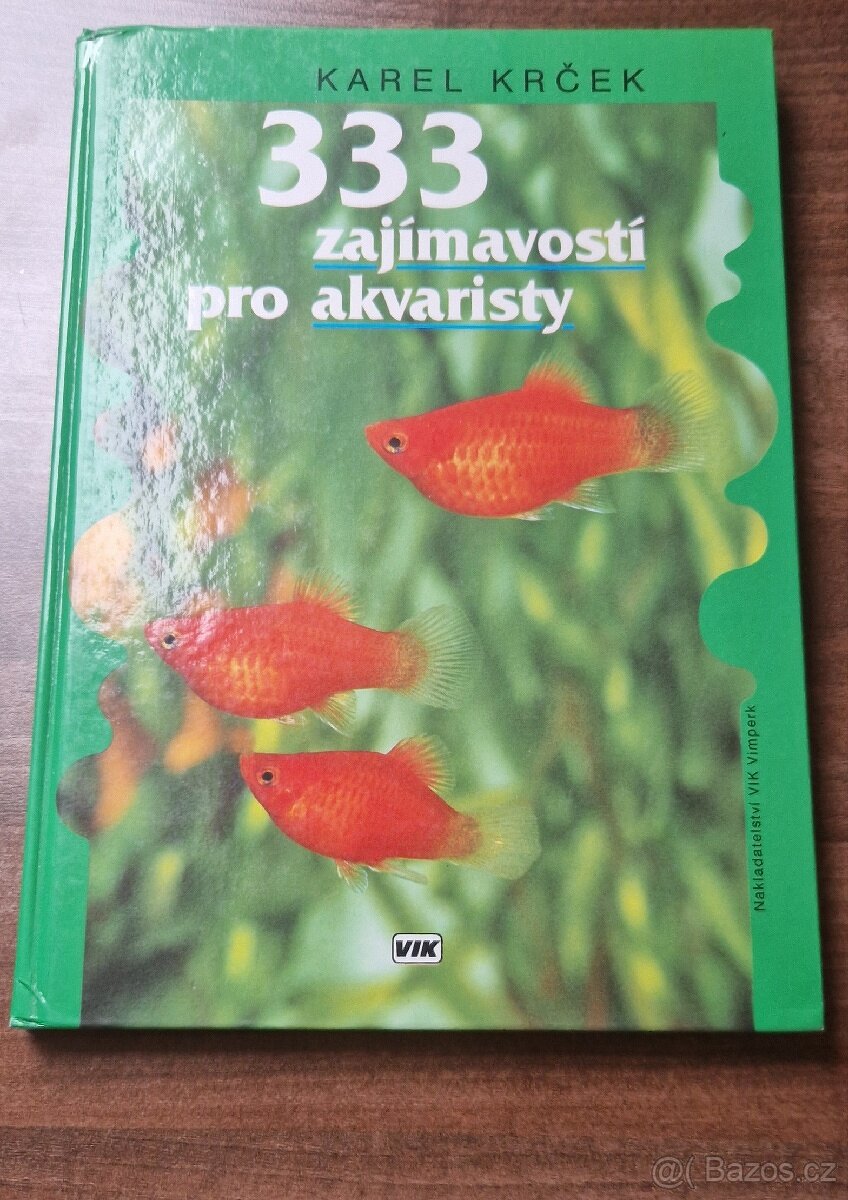 KAREL KRČEK
333
zajímavostí
pro akvaristy
Nakladatelství VIK Vimperk
VIK
@( Bazos.cz